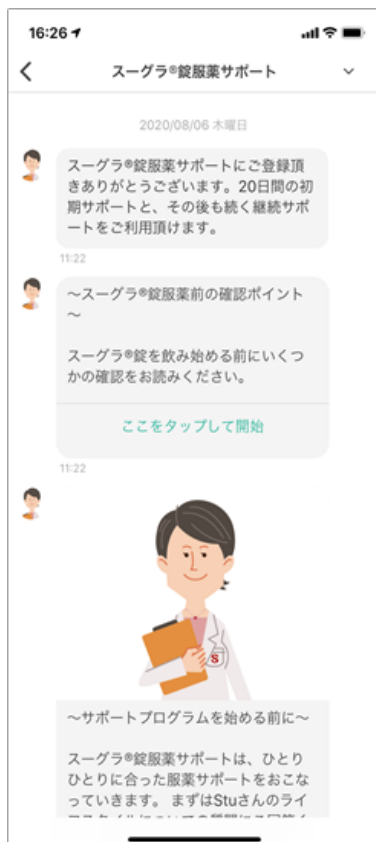 16:26
スーグラ®錠服薬サポート
2020/08/06 木曜日
スーグラ®錠服薬サポートにご登録頂
きありがとうございます。20日間の初
期サポートと、その後も続く継続サポ
ートをご利用頂けます。
11:22
〜スーグラ®錠服薬前の確認ポイント
〜
スーグラ®錠を飲み始める前にいくつ
かの確認をお読みください。
ここをタップして開始
11:22
S
〜サポートプログラムを始める前に〜
スーグラ®錠服薬サポートは、ひとり
ひとりに合った服薬サポートをおこな
っていきます。 まずはStuさんのライ